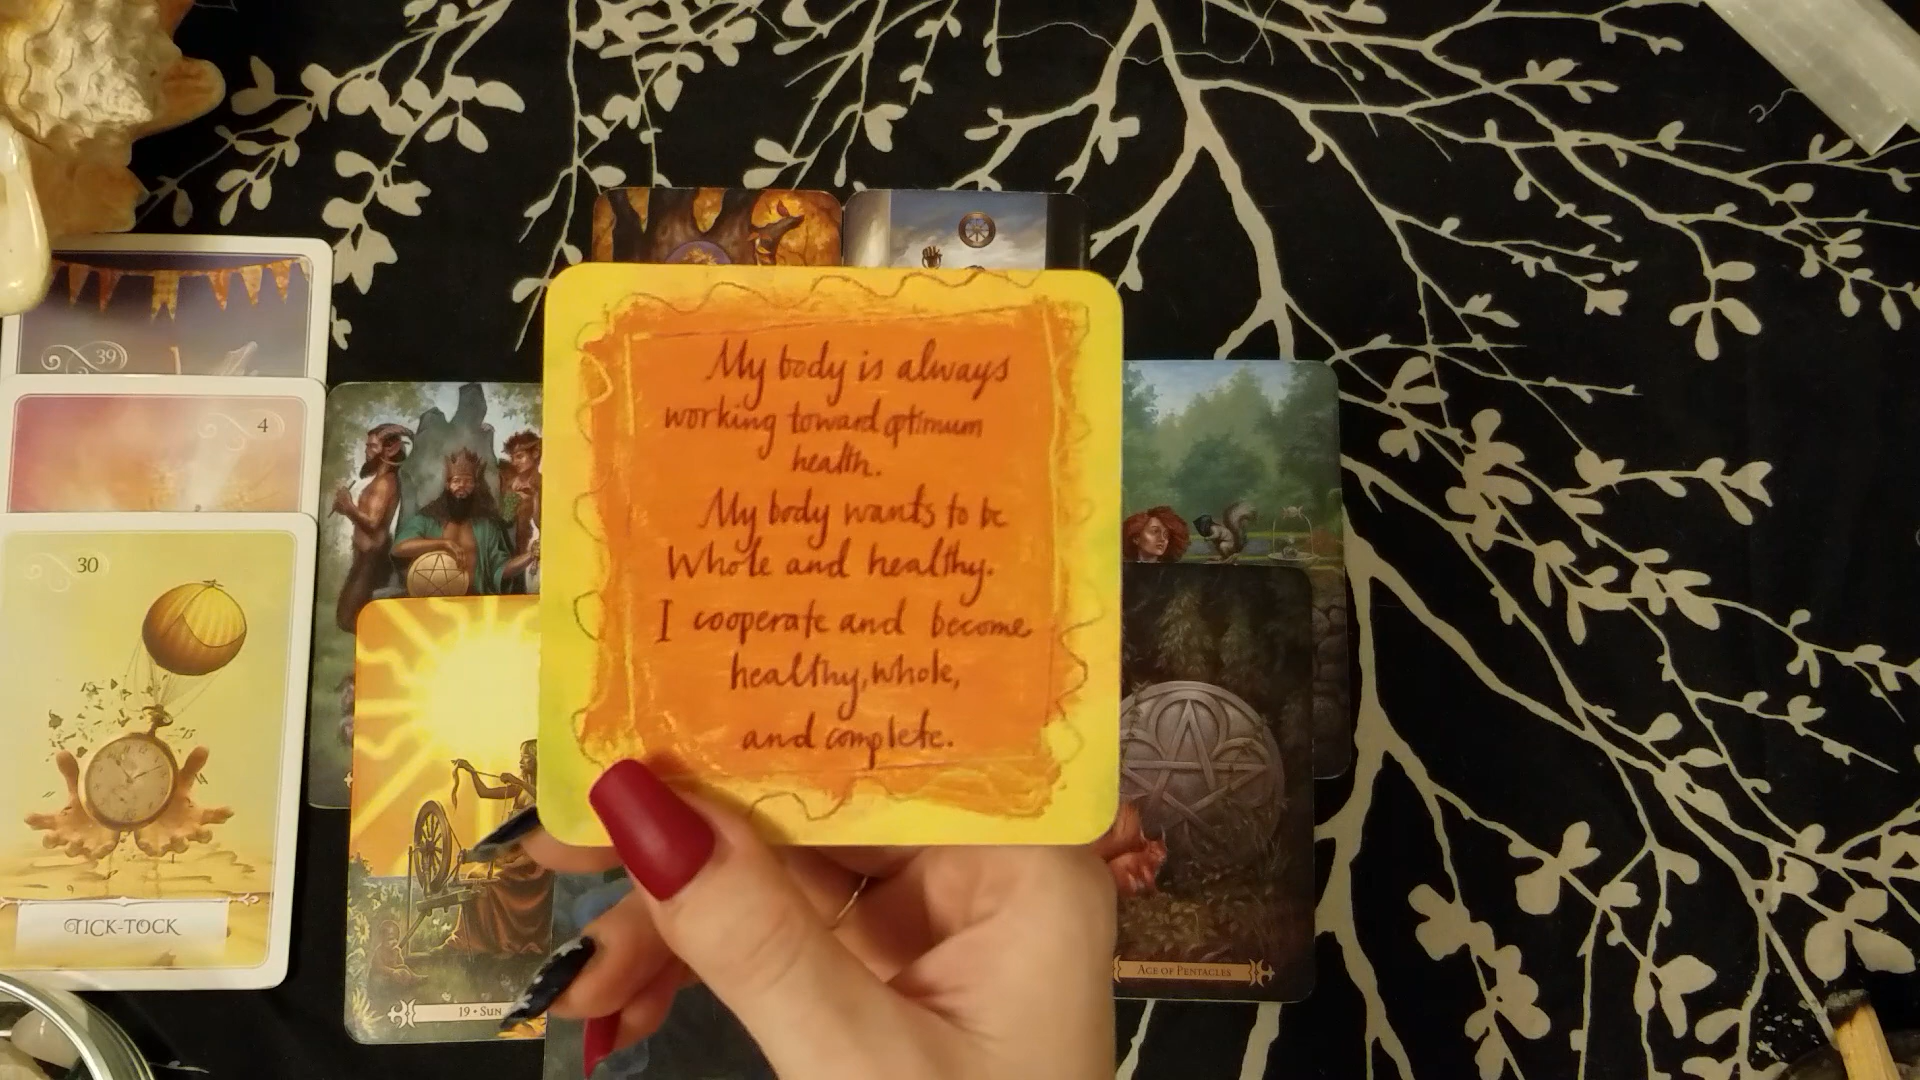 39
4
30
TICK-TOCK
My body is always
working toward optimum
health.
My body wants to be
Whole and healthy.
I cooperate and become
healthy, whole,
and complete.
19 • SUN
ACE OF PENTACLES